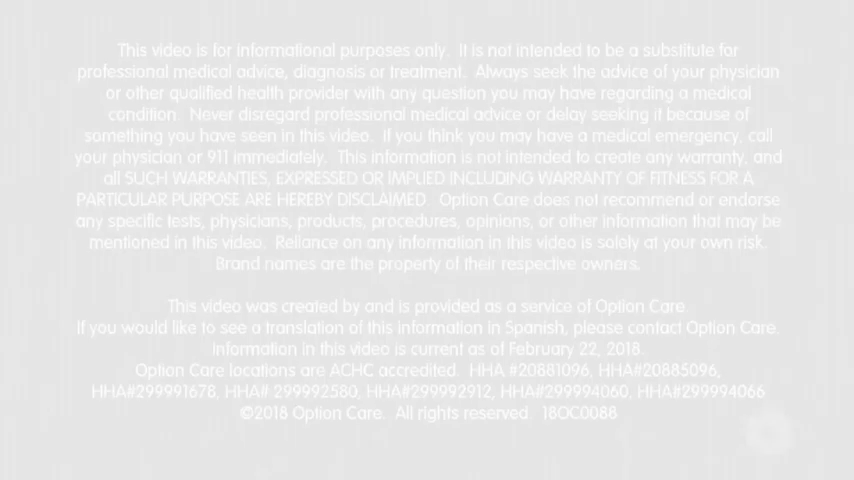 This video is for informational purposes only. It is not intended to be a substitute for
professional medical advice, diagnosis or treatment. Always seek the advice of your physician
or other qualified health provider with any question you may have regarding a medical
condition. Never disregard professional medical advice or delay seeking it because of
something you have seen in this video. If you think you may have a medical emergency, call
your physician or 911 immediately. This information is not intended to create any warranty, and
all SUCH WARRANTIES, EXPRESSED OR IMPLIED INCLUDING WARRANTY OF FITNESS FOR A
PARTICULAR PURPOSE ARE HEREBY DISCLAIMED. Option Care does not recommend or endorse
any specific tests, physicians, products, procedures, opinions, or other information that may be
mentioned in this video. Reliance on any information in this video is solely at your own risk.
Brand names are the property of their respective owners.
This video was created by and is provided as a service of Option Care.
If you would like to see a translation of this information in Spanish, please contact Option Care.
Information in this video is current as of February 22, 2018.
Option Care locations are ACHC accredited. HHA #20881096, HHA#20885096,
HHA#299991678, HHA# 299992580, HHA#299992912, HHA#299994060, HHA#299994066
©2018 Option Care. All rights reserved. 18OC0088